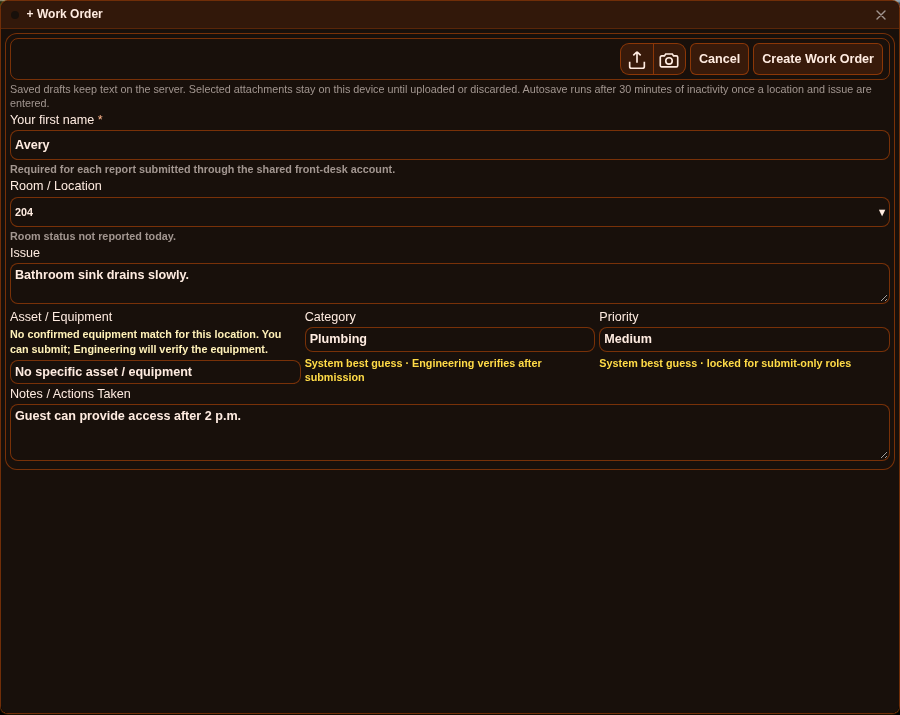 + Work Order
Cancel
Create Work Order
Saved drafts keep text on the server. Selected attachments stay on this device until uploaded or discarded. Autosave runs after 30 minutes of inactivity once a location and issue are
entered.
Your first name *
Avery
Required for each report submitted through the shared front-desk account.
Room / Location
204
Room status not reported today.
Issue
Bathroom sink drains slowly.
Asset / Equipment
No confirmed equipment match for this location. You
can submit; Engineering will verify the equipment.
No specific asset / equipment
Category
Plumbing
System best guess · Engineering verifies after
submission
Priority
Medium
System best guess · locked for submit-only roles
Notes / Actions Taken
Guest can provide access after 2 p.m.